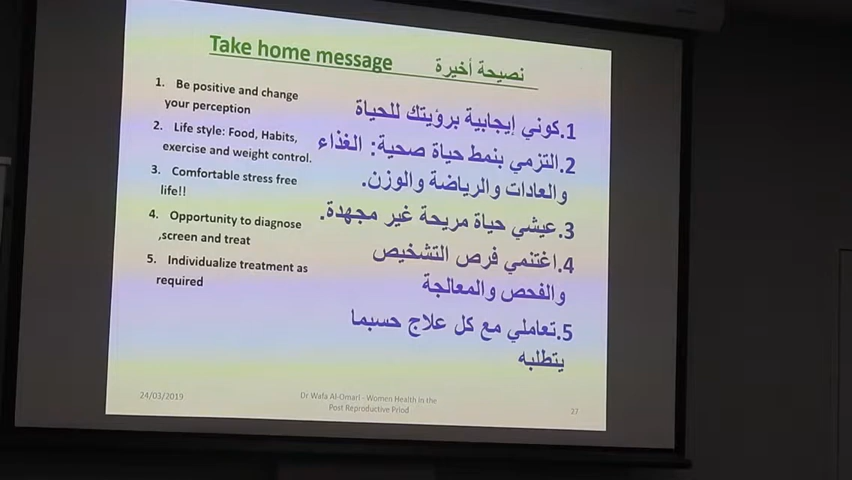 Take home message
نصيحة أخيرة
1. Be positive and change
your perception
2. Life style: Food, Habits,
exercise and weight control.
3. Comfortable stress free
life!!
4. Opportunity to diagnose
,screen and treat
5. Individualize treatment as
required
1.كوني إيجابية برؤيتك للحياة
2.التزمي بنمط حياة صحية: الغذاء
والعادات والرياضة والوزن.
3.عيشي حياة مريحة غير مجهدة.
4.اغتنمي فرص التشخيص
والفحص والمعالجة
5.تعاملي مع كل علاج حسبما
يتطلبه
24/03/2019
Dr Wafa Al-Omari - Women Health in the
Post Reproductive Priod
27